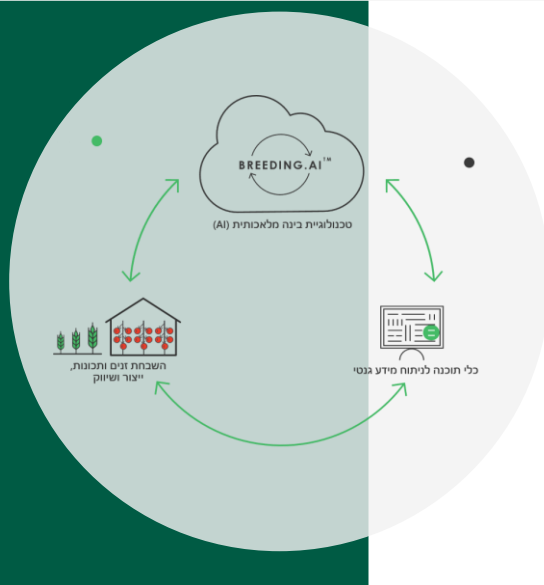 BREEDING.AI™
טכנולוגיית בינה מלאכותית (AI)
השבחת זנים ותכונות,
ייצור ושיווק
כלי תוכנה לניתוח מידע גנטי